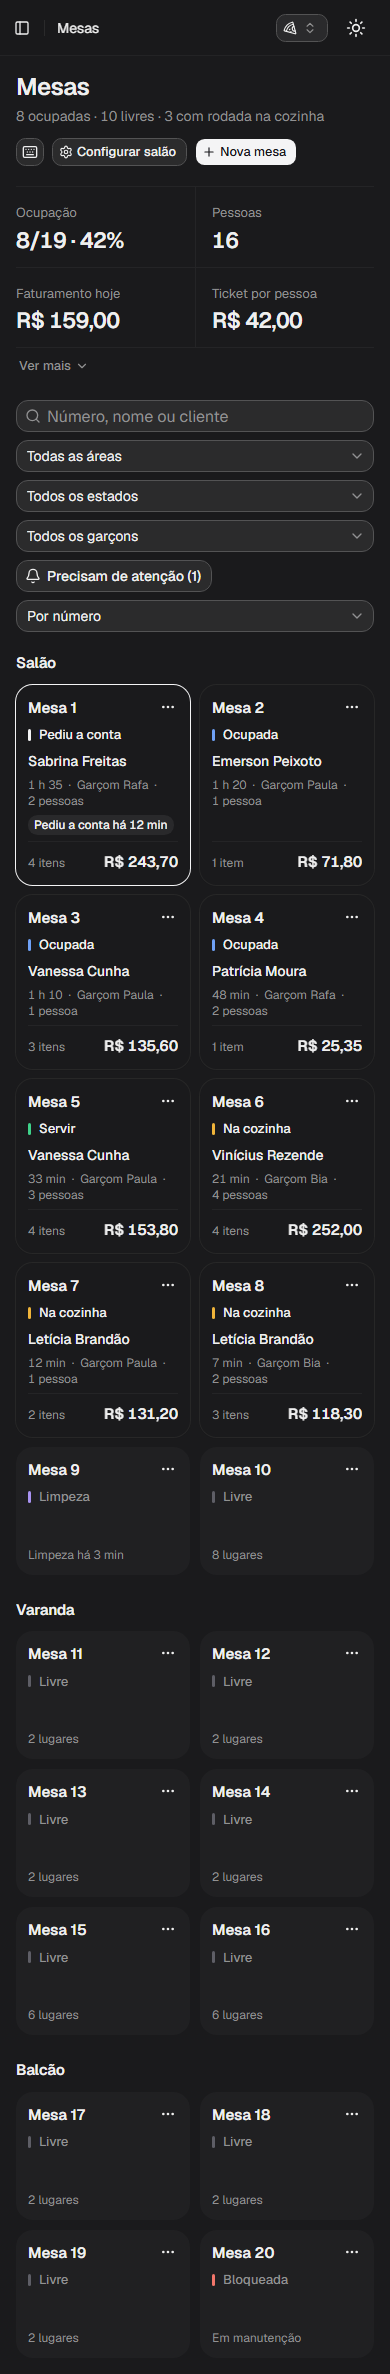 Mesas
Mesas
8 ocupadas · 10 livres · 3 com rodada na cozinha
Configurar salão
Nova mesa
Ocupação
8/19 · 42%
Pessoas
16
Faturamento hoje
R$ 159,00
Ticket por pessoa
R$ 42,00
Ver mais
Número, nome ou cliente
Todas as áreas
Todos os estados
Todos os garçons
Precisam de atenção (1)
Por número
Salão
Mesa 1
Pediu a conta
Sabrina Freitas
1 h 35 · Garçom Rafa ·
2 pessoas
Pediu a conta há 12 min
4 itens
R$ 243,70
Mesa 2
Ocupada
Emerson Peixoto
1 h 20 · Garçom Paula ·
1 pessoa
1 item
R$ 71,80
Mesa 3
Ocupada
Vanessa Cunha
1 h 10 · Garçom Paula ·
1 pessoa
3 itens
R$ 135,60
Mesa 4
Ocupada
Patrícia Moura
48 min · Garçom Rafa ·
2 pessoas
1 item
R$ 25,35
Mesa 5
Servir
Vanessa Cunha
33 min · Garçom Paula ·
3 pessoas
4 itens
R$ 153,80
Mesa 6
Na cozinha
Vinícius Rezende
21 min · Garçom Bia ·
4 pessoas
4 itens
R$ 252,00
Mesa 7
Na cozinha
Letícia Brandão
12 min · Garçom Paula ·
1 pessoa
2 itens
R$ 131,20
Mesa 8
Na cozinha
Letícia Brandão
7 min · Garçom Bia ·
2 pessoas
3 itens
R$ 118,30
Mesa 9
Limpeza
Limpeza há 3 min
Mesa 10
Livre
8 lugares
Varanda
Mesa 11
Livre
2 lugares
Mesa 12
Livre
2 lugares
Mesa 13
Livre
2 lugares
Mesa 14
Livre
2 lugares
Mesa 15
Livre
6 lugares
Mesa 16
Livre
6 lugares
Balcão
Mesa 17
Livre
2 lugares
Mesa 18
Livre
2 lugares
Mesa 19
Livre
2 lugares
Mesa 20
Bloqueada
Em manutenção